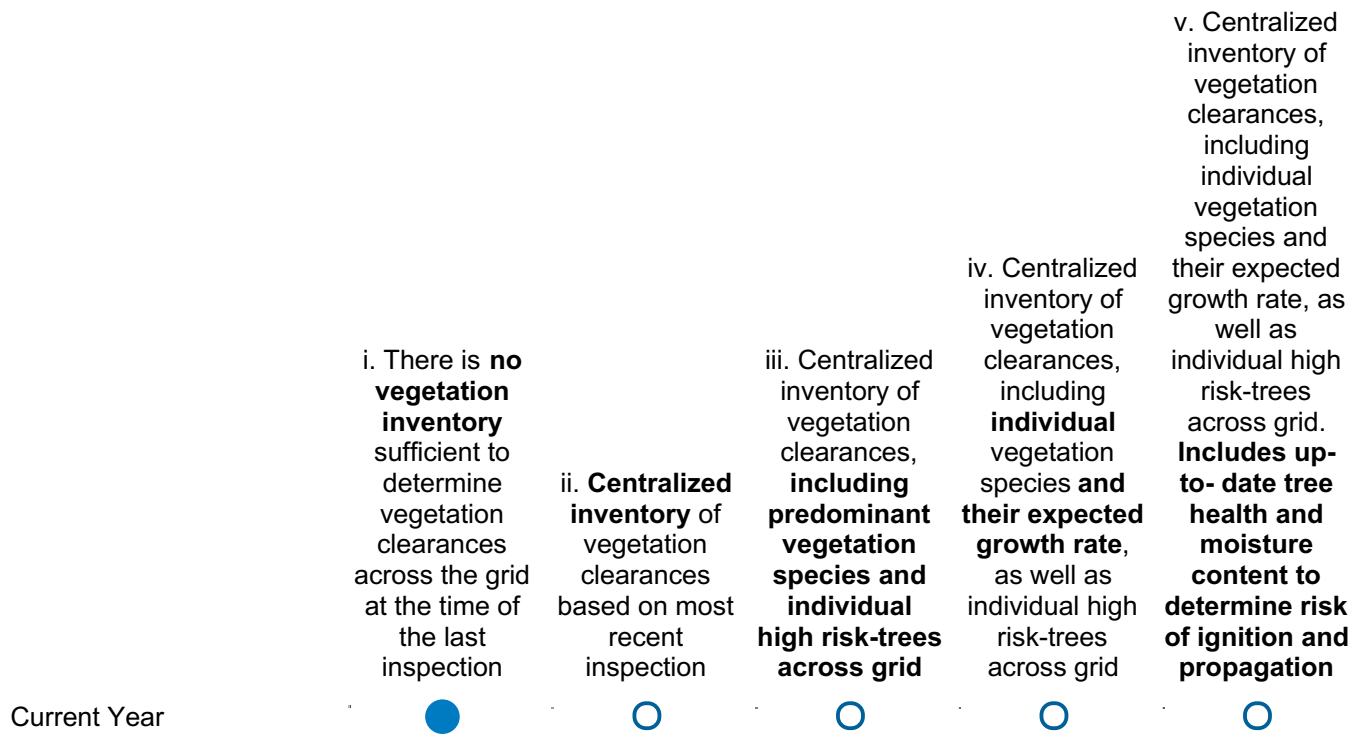 i. There is no
vegetation
inventory
sufficient to
determine
vegetation
clearances
across the grid
at the time of
the last
inspection
ii. Centralized
inventory of
vegetation
clearances
based on most
recent
inspection
iii. Centralized
inventory of
vegetation
clearances,
including
predominant
vegetation
species and
individual
high risk-trees
across grid
iv. Centralized
inventory of
vegetation
clearances,
including
individual
vegetation
species and
their expected
growth rate,
as well as
individual high
risk-trees
across grid
v. Centralized
inventory of
vegetation
clearances,
including
individual
vegetation
species and
their expected
growth rate, as
well as
individual high
risk-trees
across grid.
Includes up-
to- date tree
health and
moisture
content to
determine risk
of ignition and
propagation
Current Year